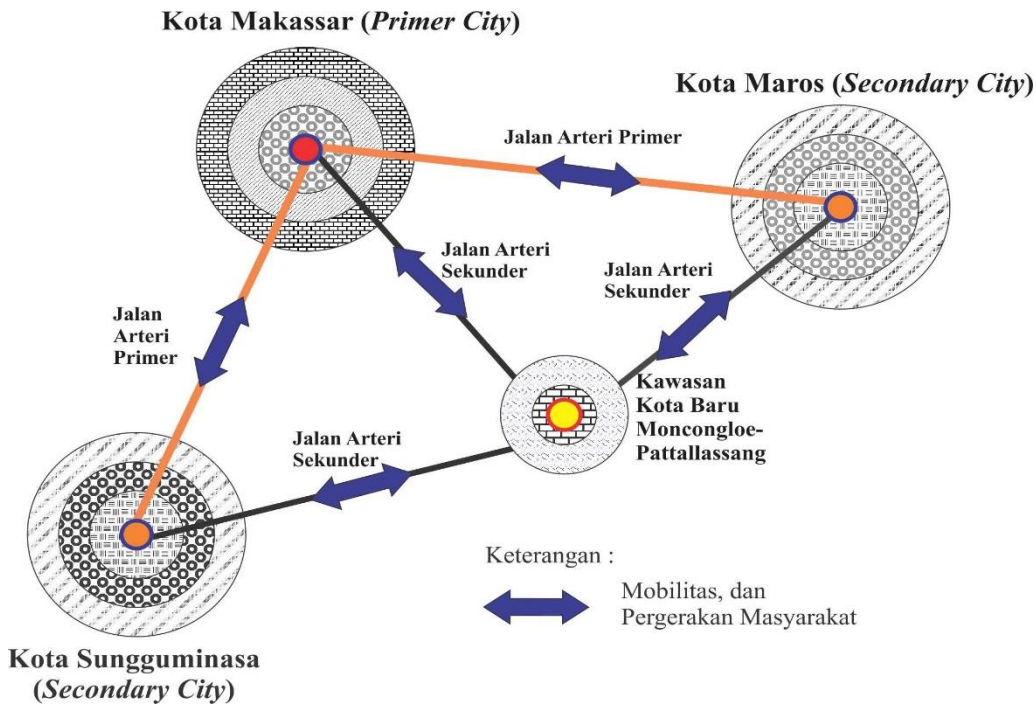 Kota Makassar (Primer City)
Kota Maros (Secondary City)
Jalan Arteri Primer
Jalan Arteri
Sekunder
Jalan Arteri
Sekunder
Jalan
Arteri
Primer
Kawasan
Kota Baru
Moncongloe-
Pattallassang
Jalan Arteri
Sekunder
Keterangan :
Mobilitas, dan
Pergerakan Masyarakat
Kota Sungguminasa
(Secondary City)